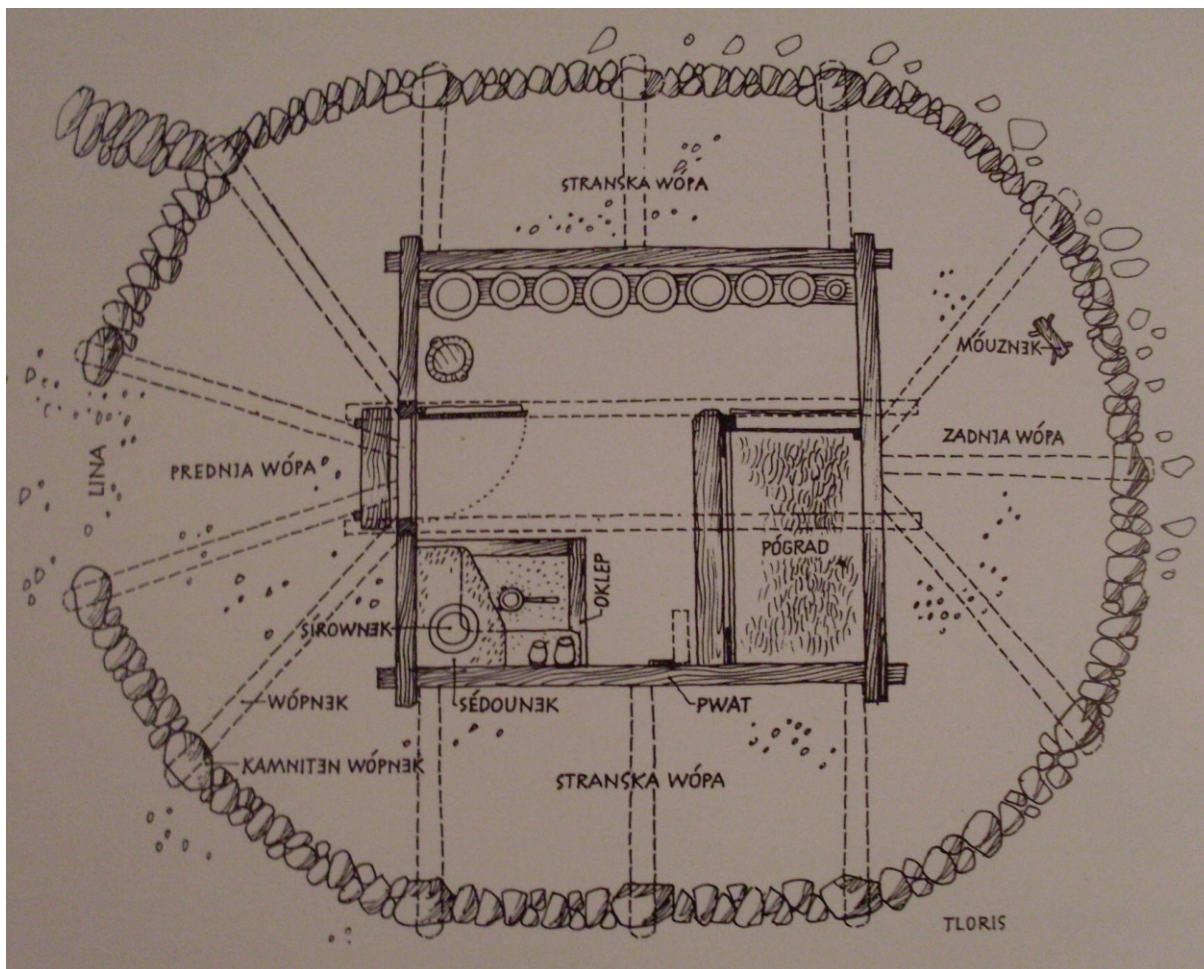 STRANSKA WÓPA
MÓUZNƎK
ZADNJA WÓPA
PREDNJA WÓPA
LINA
PÓGRAD
OKLEP
SIROWNƎK
WÓPNƎK
SÉDOUNƎK
PWAT
KAMNITƎN WÓPNƎK
STRANSKA WÓPA
TLORIS